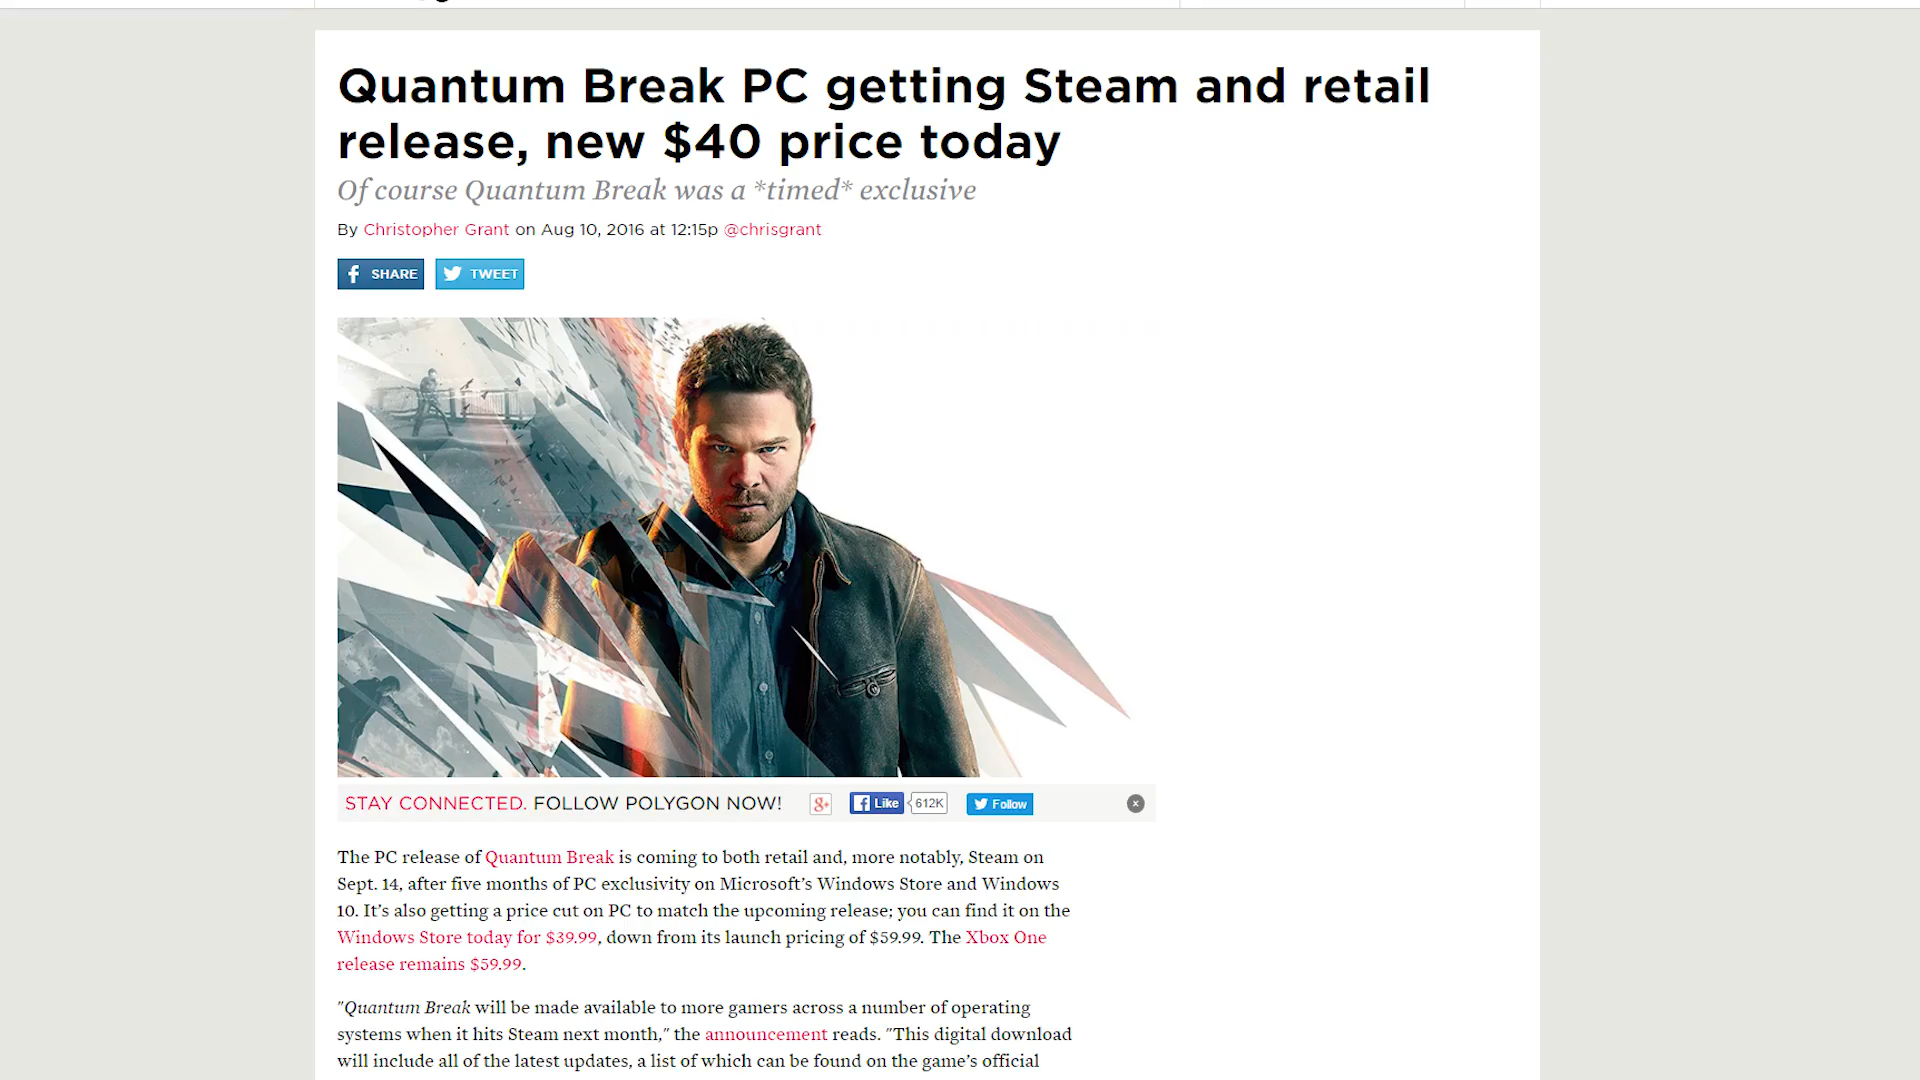 Quantum Break PC getting Steam and retail
release, new $40 price today
Of course Quantum Break was a *timed* exclusive
By Christopher Grant on Aug 10, 2016 at 12:15p @chrisgrant
SHARE TWEET
STAY CONNECTED. FOLLOW POLYGON NOW! g+ Like 612K Follow
The PC release of Quantum Break is coming to both retail and, more notably, Steam on
Sept. 14, after five months of PC exclusivity on Microsoft’s Windows Store and Windows
10. It’s also getting a price cut on PC to match the upcoming release; you can find it on the
Windows Store today for $39.99, down from its launch pricing of $59.99. The Xbox One
release remains $59.99.
"Quantum Break will be made available to more gamers across a number of operating
systems when it hits Steam next month," the announcement reads. "This digital download
will include all of the latest updates, a list of which can be found on the game’s official